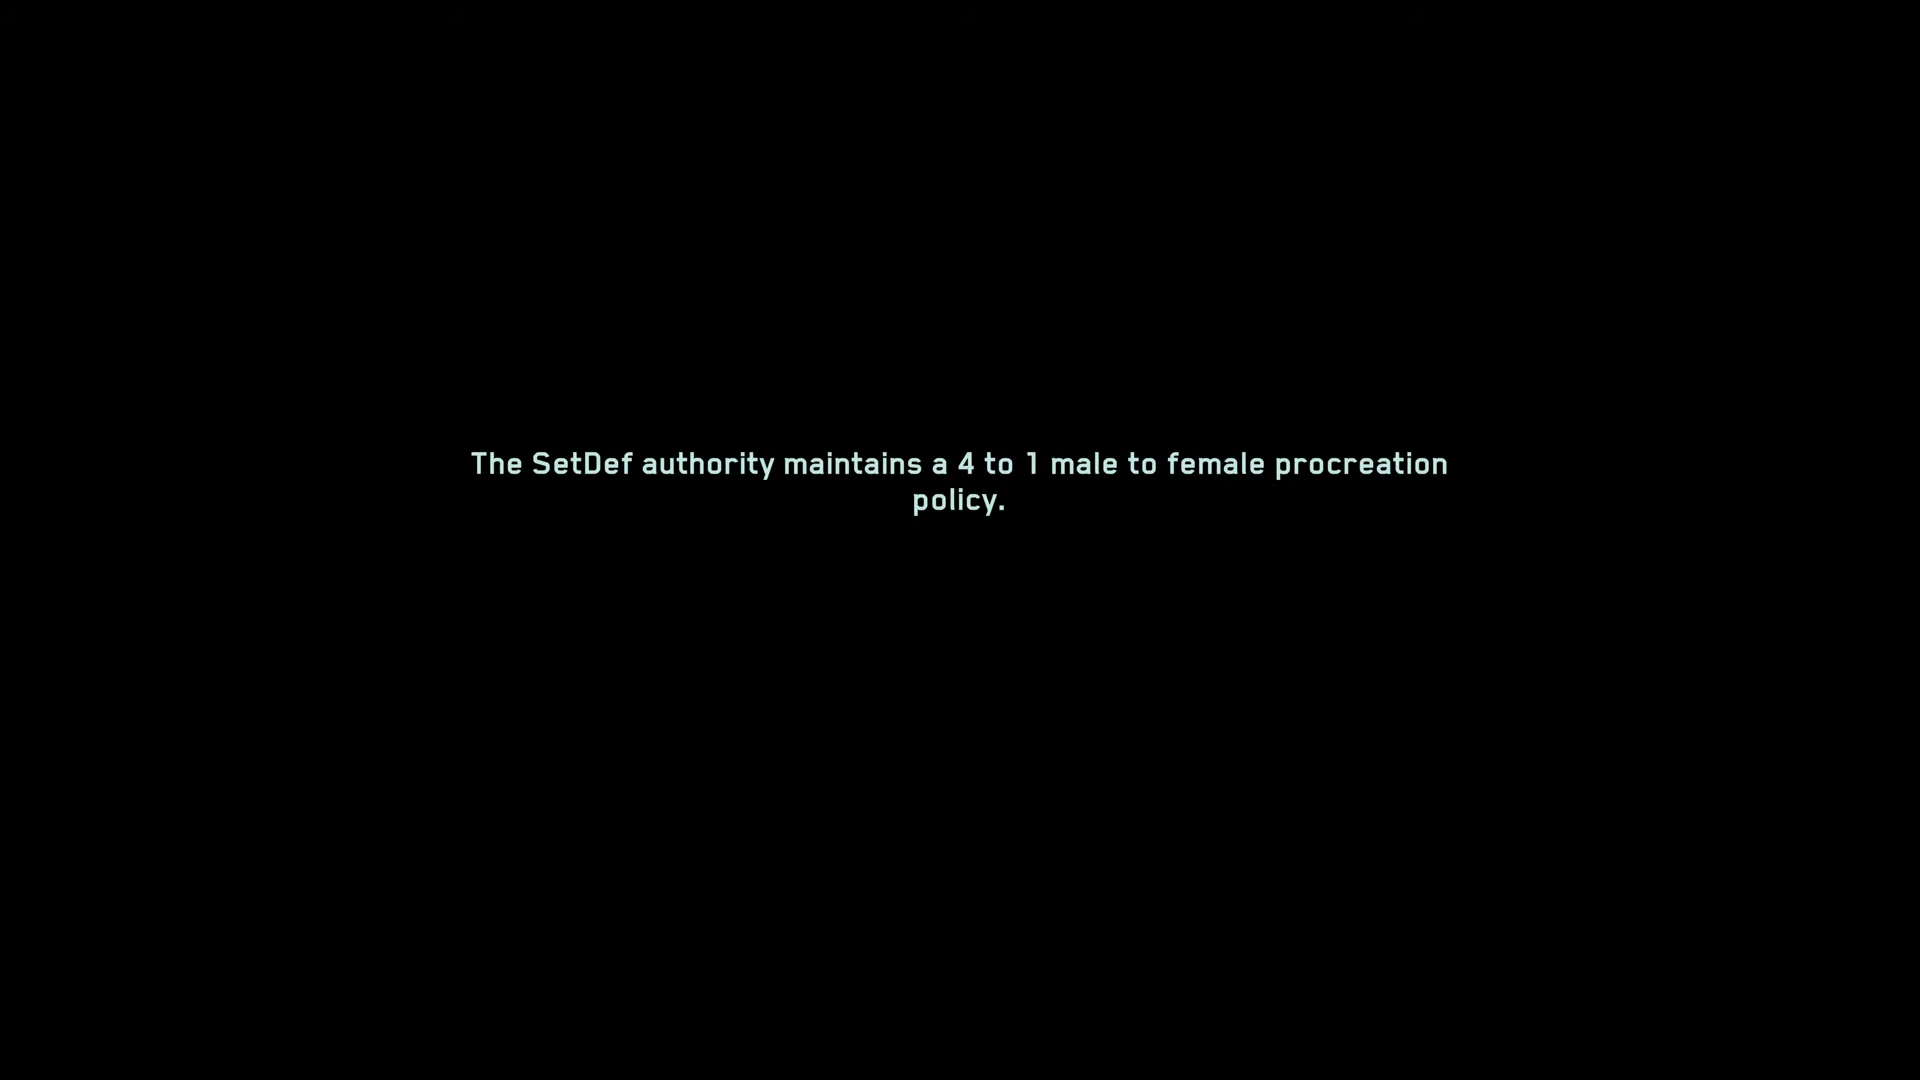 The SetDef authority maintains a 4 to 1 male to female procreation
policy.